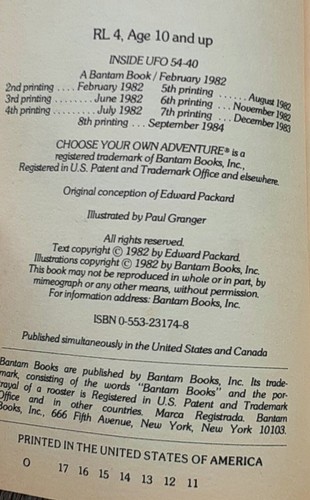 RL 4, Age 10 and up
INSIDE UFO 54-40
A Bantam Book / February 1982
2nd printing .... February 1982 5th printing ...... August 1982
3rd printing ........ June 1982 6th printing ... November 1982
4th printing ......... July 1982 7th printing ... December 1983
8th printing ... September 1984
CHOOSE YOUR OWN ADVENTURE® is a
registered trademark of Bantam Books, Inc.,
Registered in U.S. Patent and Trademark Office and elsewhere.
Original conception of Edward Packard
Illustrated by Paul Granger
All rights reserved.
Text copyright © 1982 by Edward Packard.
Illustrations copyright © 1982 by Bantam Books, Inc.
This book may not be reproduced in whole or in part, by
mimeograph or any other means, without permission.
For information address: Bantam Books, Inc.
ISBN 0-553-23174-8
Published simultaneously in the United States and Canada
Bantam Books are published by Bantam Books, Inc. Its trade-
mark, consisting of the words "Bantam Books" and the por-
trayal of a rooster is Registered in U.S. Patent and Trademark
Office and in other countries. Marca Registrada. Bantam
Books, Inc., 666 Fifth Avenue, New York, New York 10103.
PRINTED IN THE UNITED STATES OF AMERICA
O 17 16 15 14 13 12 11